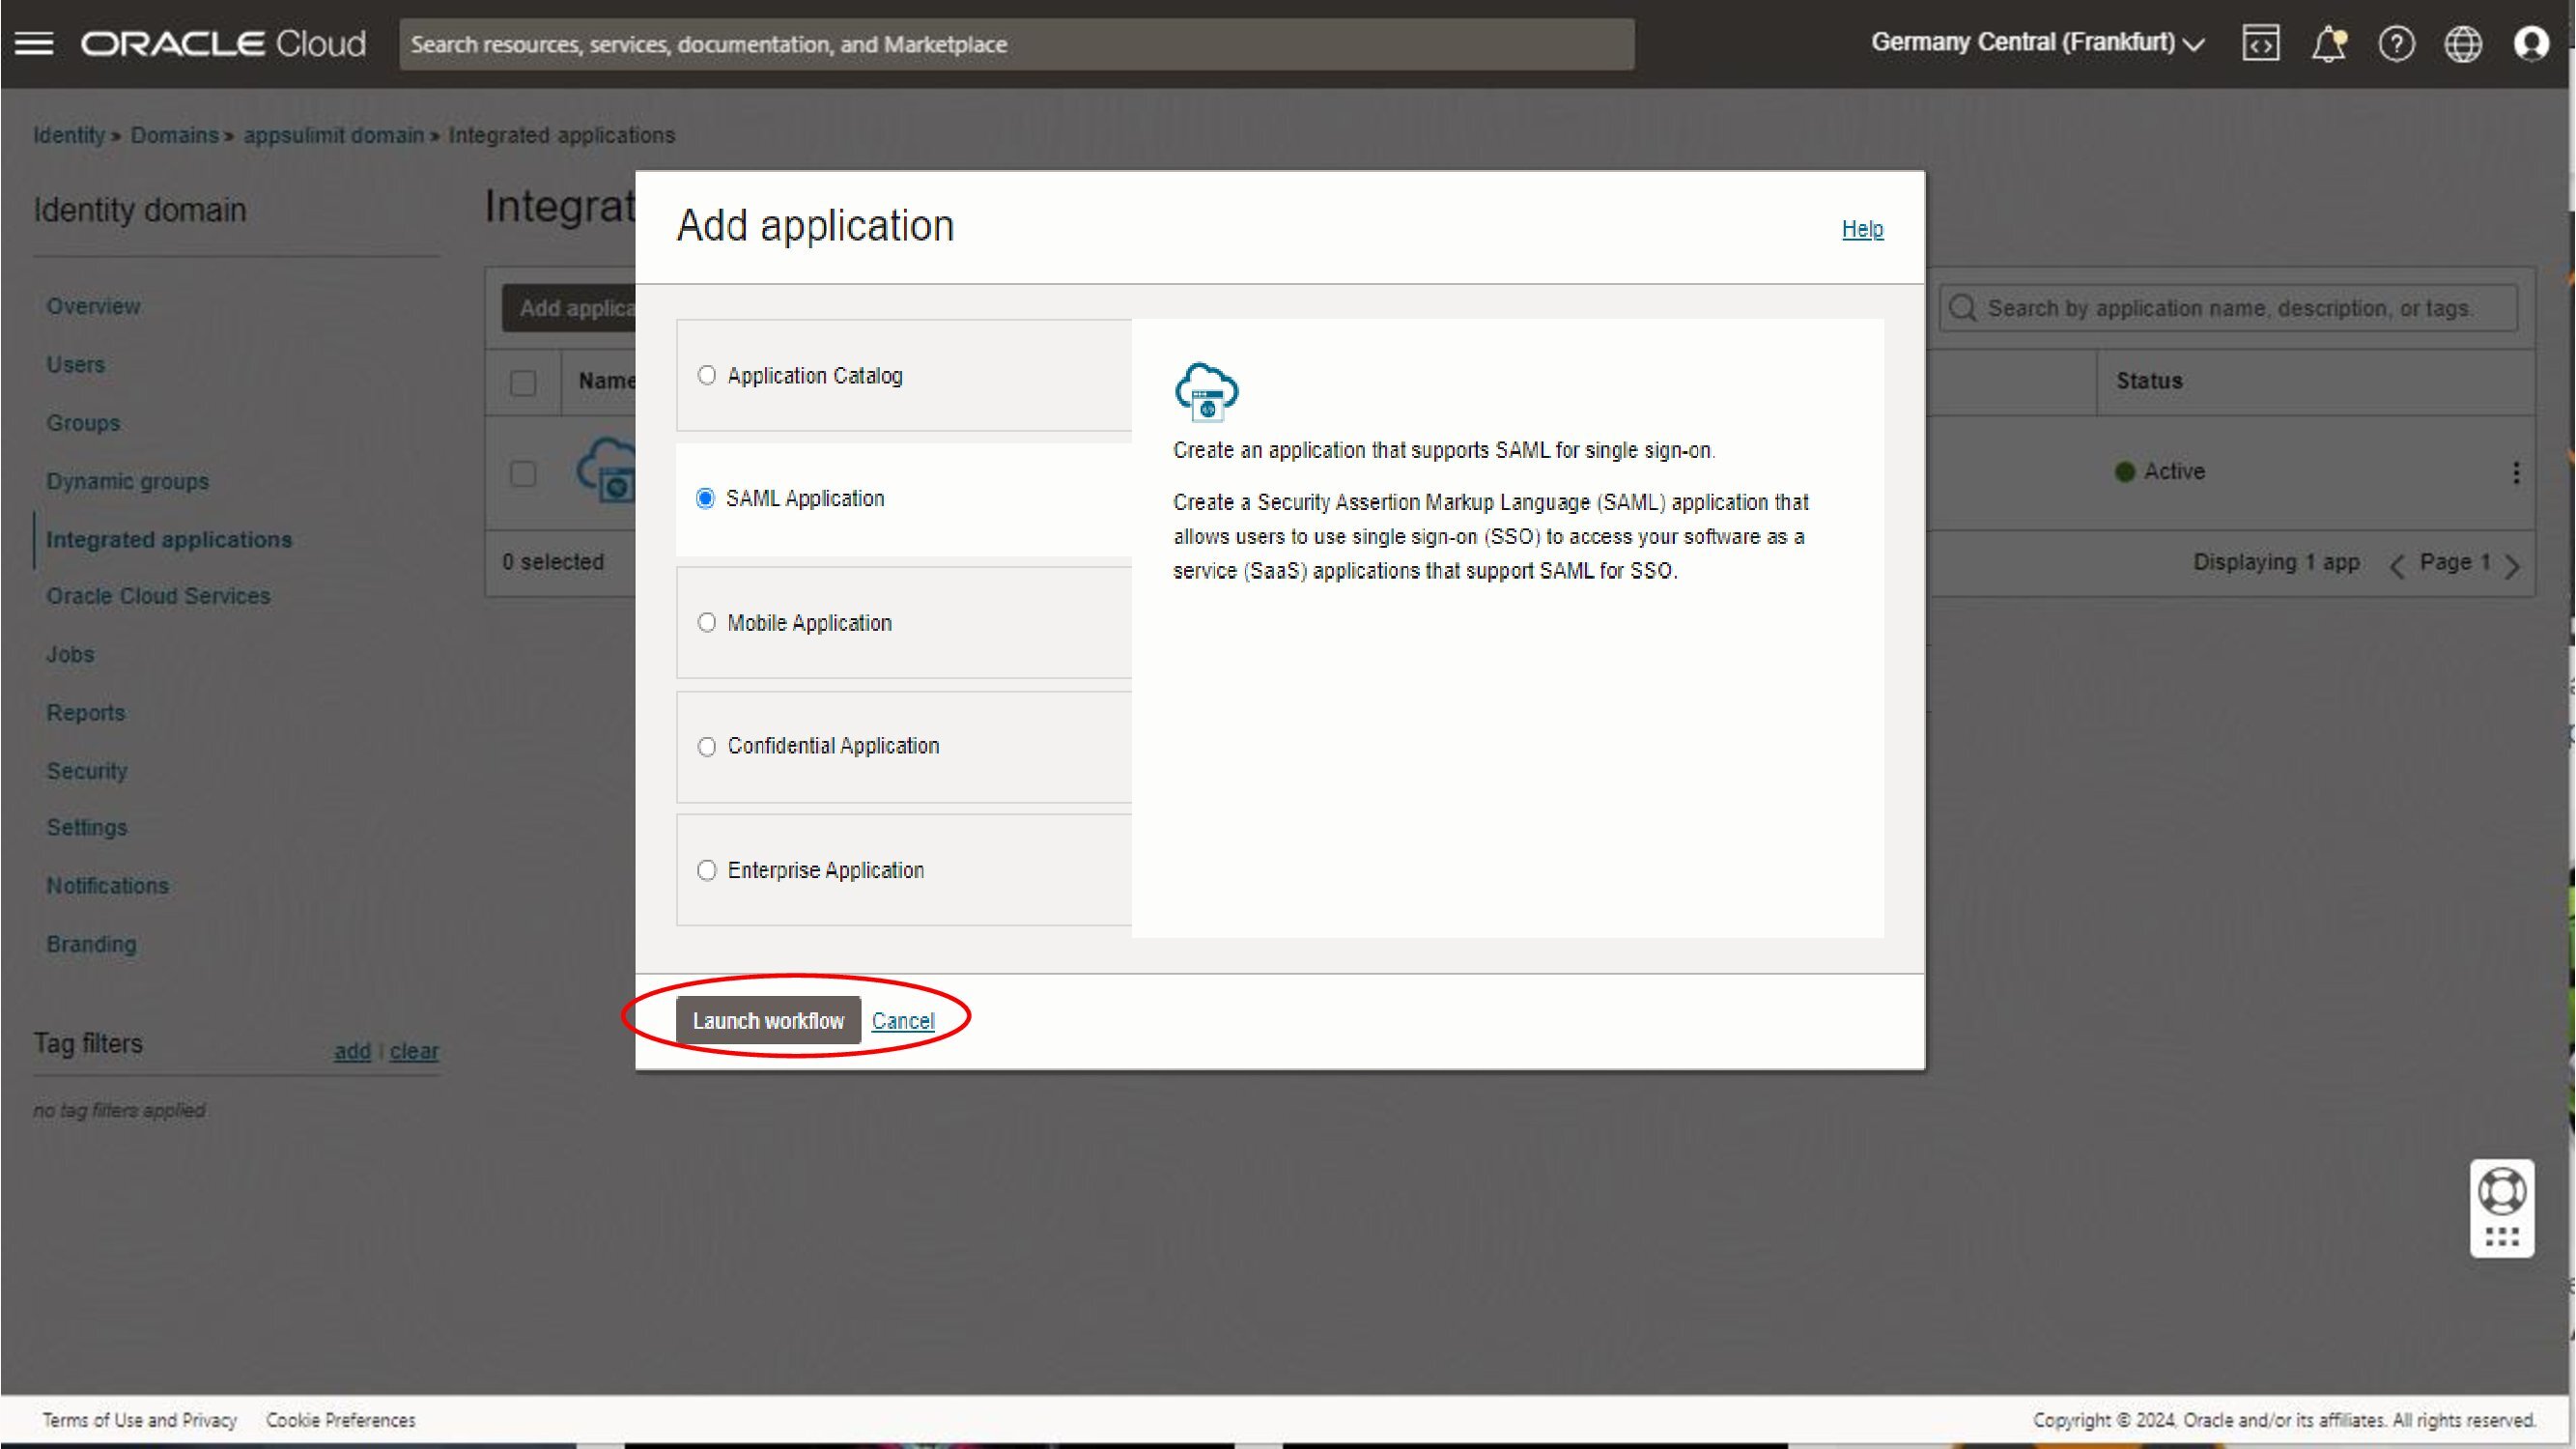 ORACLE Cloud
Search resources, services, documentation, and Marketplace
Germany Central (Frankfurt)
Identity » Domains » appsulimit domain » Integrated applications
Identity domain
Overview
Users
Groups
Dynamic groups
Integrated applications
Oracle Cloud Services
Jobs
Reports
Security
Settings
Notifications
Branding
Tag filters
add | clear
no tag filters applied
Integrat
Add applica
Search by application name, description, or tags.
Name
Status
Active
0 selected
Displaying 1 app
Page 1
Add application
Help
Application Catalog
SAML Application
Mobile Application
Confidential Application
Enterprise Application
Create an application that supports SAML for single sign-on.
Create a Security Assertion Markup Language (SAML) application that
allows users to use single sign-on (SSO) to access your software as a
service (SaaS) applications that support SAML for SSO.
Launch workflow
Cancel
Terms of Use and Privacy
Cookie Preferences
Copyright © 2024, Oracle and/or its affiliates. All rights reserved.